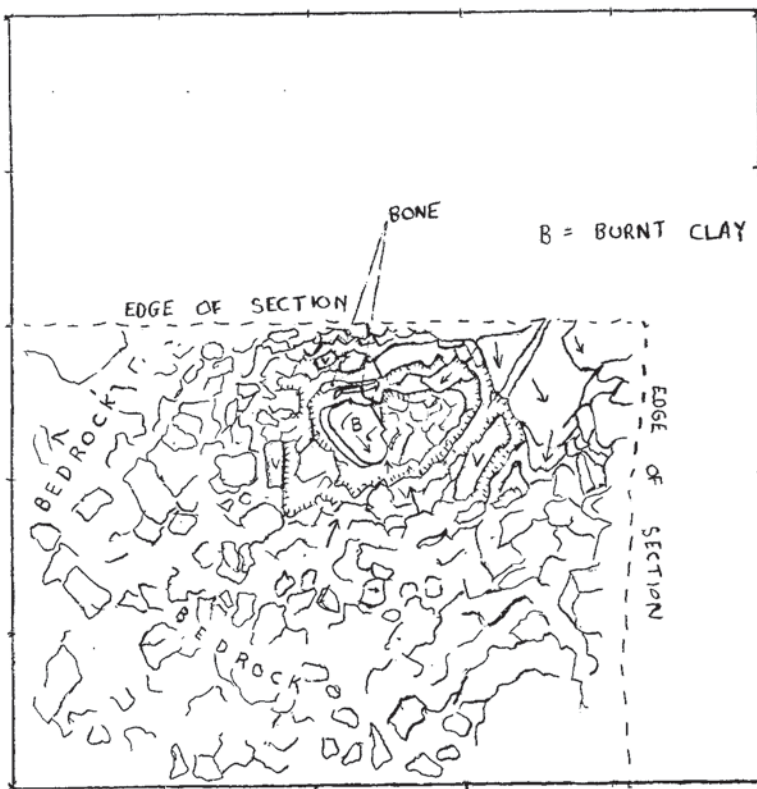 BONE
B = BURNT CLAY
EDGE OF SECTION
BEDROCK
B
EDGE OF SECTION
BEDROCK